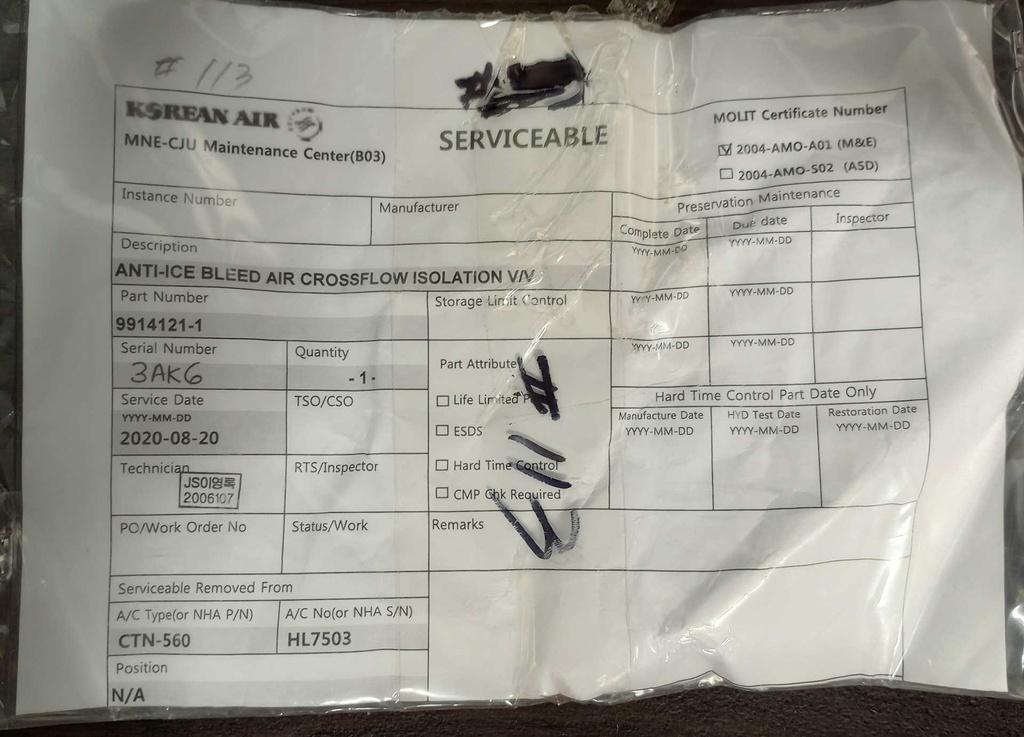 # 113
KOREAN AIR
MNE-CJU Maintenance Center(B03)
SERVICEABLE
MOLIT Certificate Number
☑ 2004-AMO-A01 (M&E)
☐ 2004-AMO-S02 (ASD)
Instance Number
Manufacturer
Preservation Maintenance
Complete Date
Due date
Inspector
YYYY-MM-DD
YYYY-MM-DD
Description
ANTI-ICE BLEED AIR CROSSFLOW ISOLATION V/V
Part Number
9914121-1
Storage Limit Control
YYYY-MM-DD
YYYY-MM-DD
Serial Number
3AK6
Quantity
-1-
Part Attribute
YYYY-MM-DD
YYYY-MM-DD
☐ Life Limited
☐ ESDS
☐ Hard Time Control
☐ CMP Chk Required
Hard Time Control Part Date Only
Manufacture Date
YYYY-MM-DD
HYD Test Date
YYYY-MM-DD
Restoration Date
YYYY-MM-DD
Service Date
YYYY-MM-DD
2020-08-20
TSO/CSO
Technician
JS이영록
2006107
RTS/Inspector
PO/Work Order No
Status/Work
Remarks
Serviceable Removed From
A/C Type(or NHA P/N)
CTN-560
A/C No(or NHA S/N)
HL7503
Position
N/A